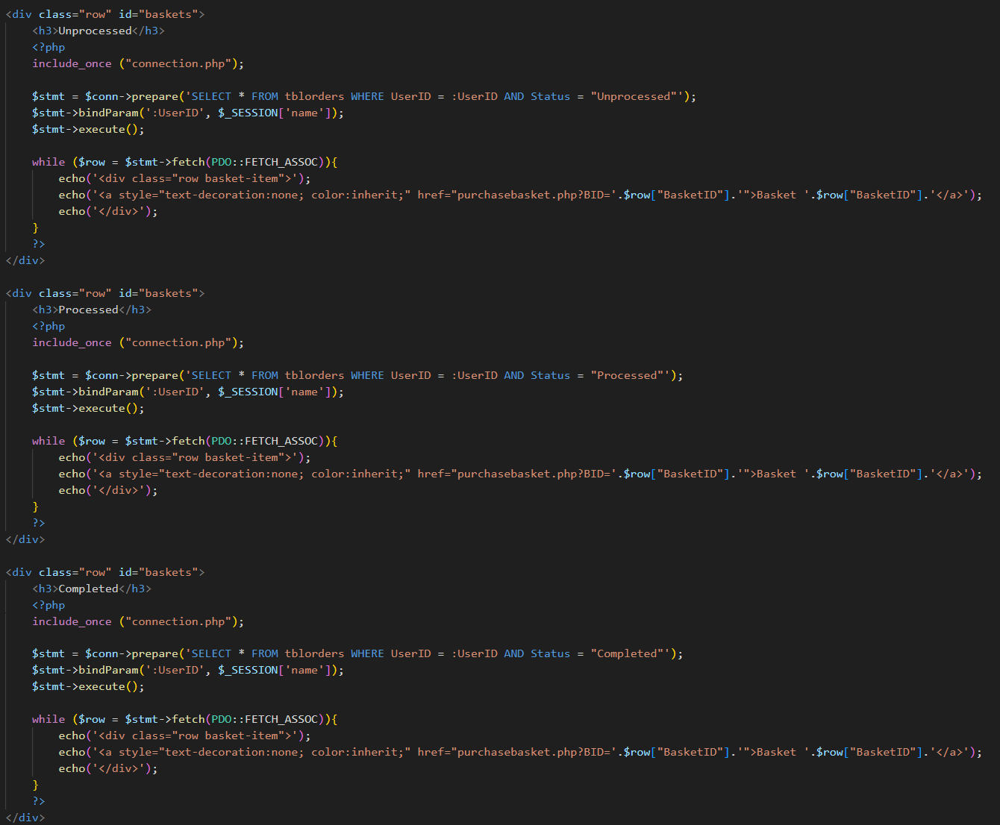 <div class="row" id="baskets">
<h3>Unprocessed</h3>
<?php
include_once ("connection.php");
$stmt = $conn->prepare('SELECT * FROM tblorders WHERE UserID = :UserID AND Status = "Unprocessed"');
$stmt->bindParam(':UserID', $_SESSION['name']);
$stmt->execute();
while ($row = $stmt->fetch(PDO::FETCH_ASSOC)){
echo('<div class="row basket-item">');
echo('<a style="text-decoration:none; color:inherit;" href="purchasebasket.php?BID='.$row["BasketID"].'">Basket '.$row["BasketID"].'</a>');
echo('</div>');
}
?>
</div>
<div class="row" id="baskets">
<h3>Processed</h3>
<?php
include_once ("connection.php");
$stmt = $conn->prepare('SELECT * FROM tblorders WHERE UserID = :UserID AND Status = "Processed"');
$stmt->bindParam(':UserID', $_SESSION['name']);
$stmt->execute();
while ($row = $stmt->fetch(PDO::FETCH_ASSOC)){
echo('<div class="row basket-item">');
echo('<a style="text-decoration:none; color:inherit;" href="purchasebasket.php?BID='.$row["BasketID"].'">Basket '.$row["BasketID"].'</a>');
echo('</div>');
}
?>
</div>
<div class="row" id="baskets">
<h3>Completed</h3>
<?php
include_once ("connection.php");
$stmt = $conn->prepare('SELECT * FROM tblorders WHERE UserID = :UserID AND Status = "Completed"');
$stmt->bindParam(':UserID', $_SESSION['name']);
$stmt->execute();
while ($row = $stmt->fetch(PDO::FETCH_ASSOC)){
echo('<div class="row basket-item">');
echo('<a style="text-decoration:none; color:inherit;" href="purchasebasket.php?BID='.$row["BasketID"].'">Basket '.$row["BasketID"].'</a>');
echo('</div>');
}
?>
</div>